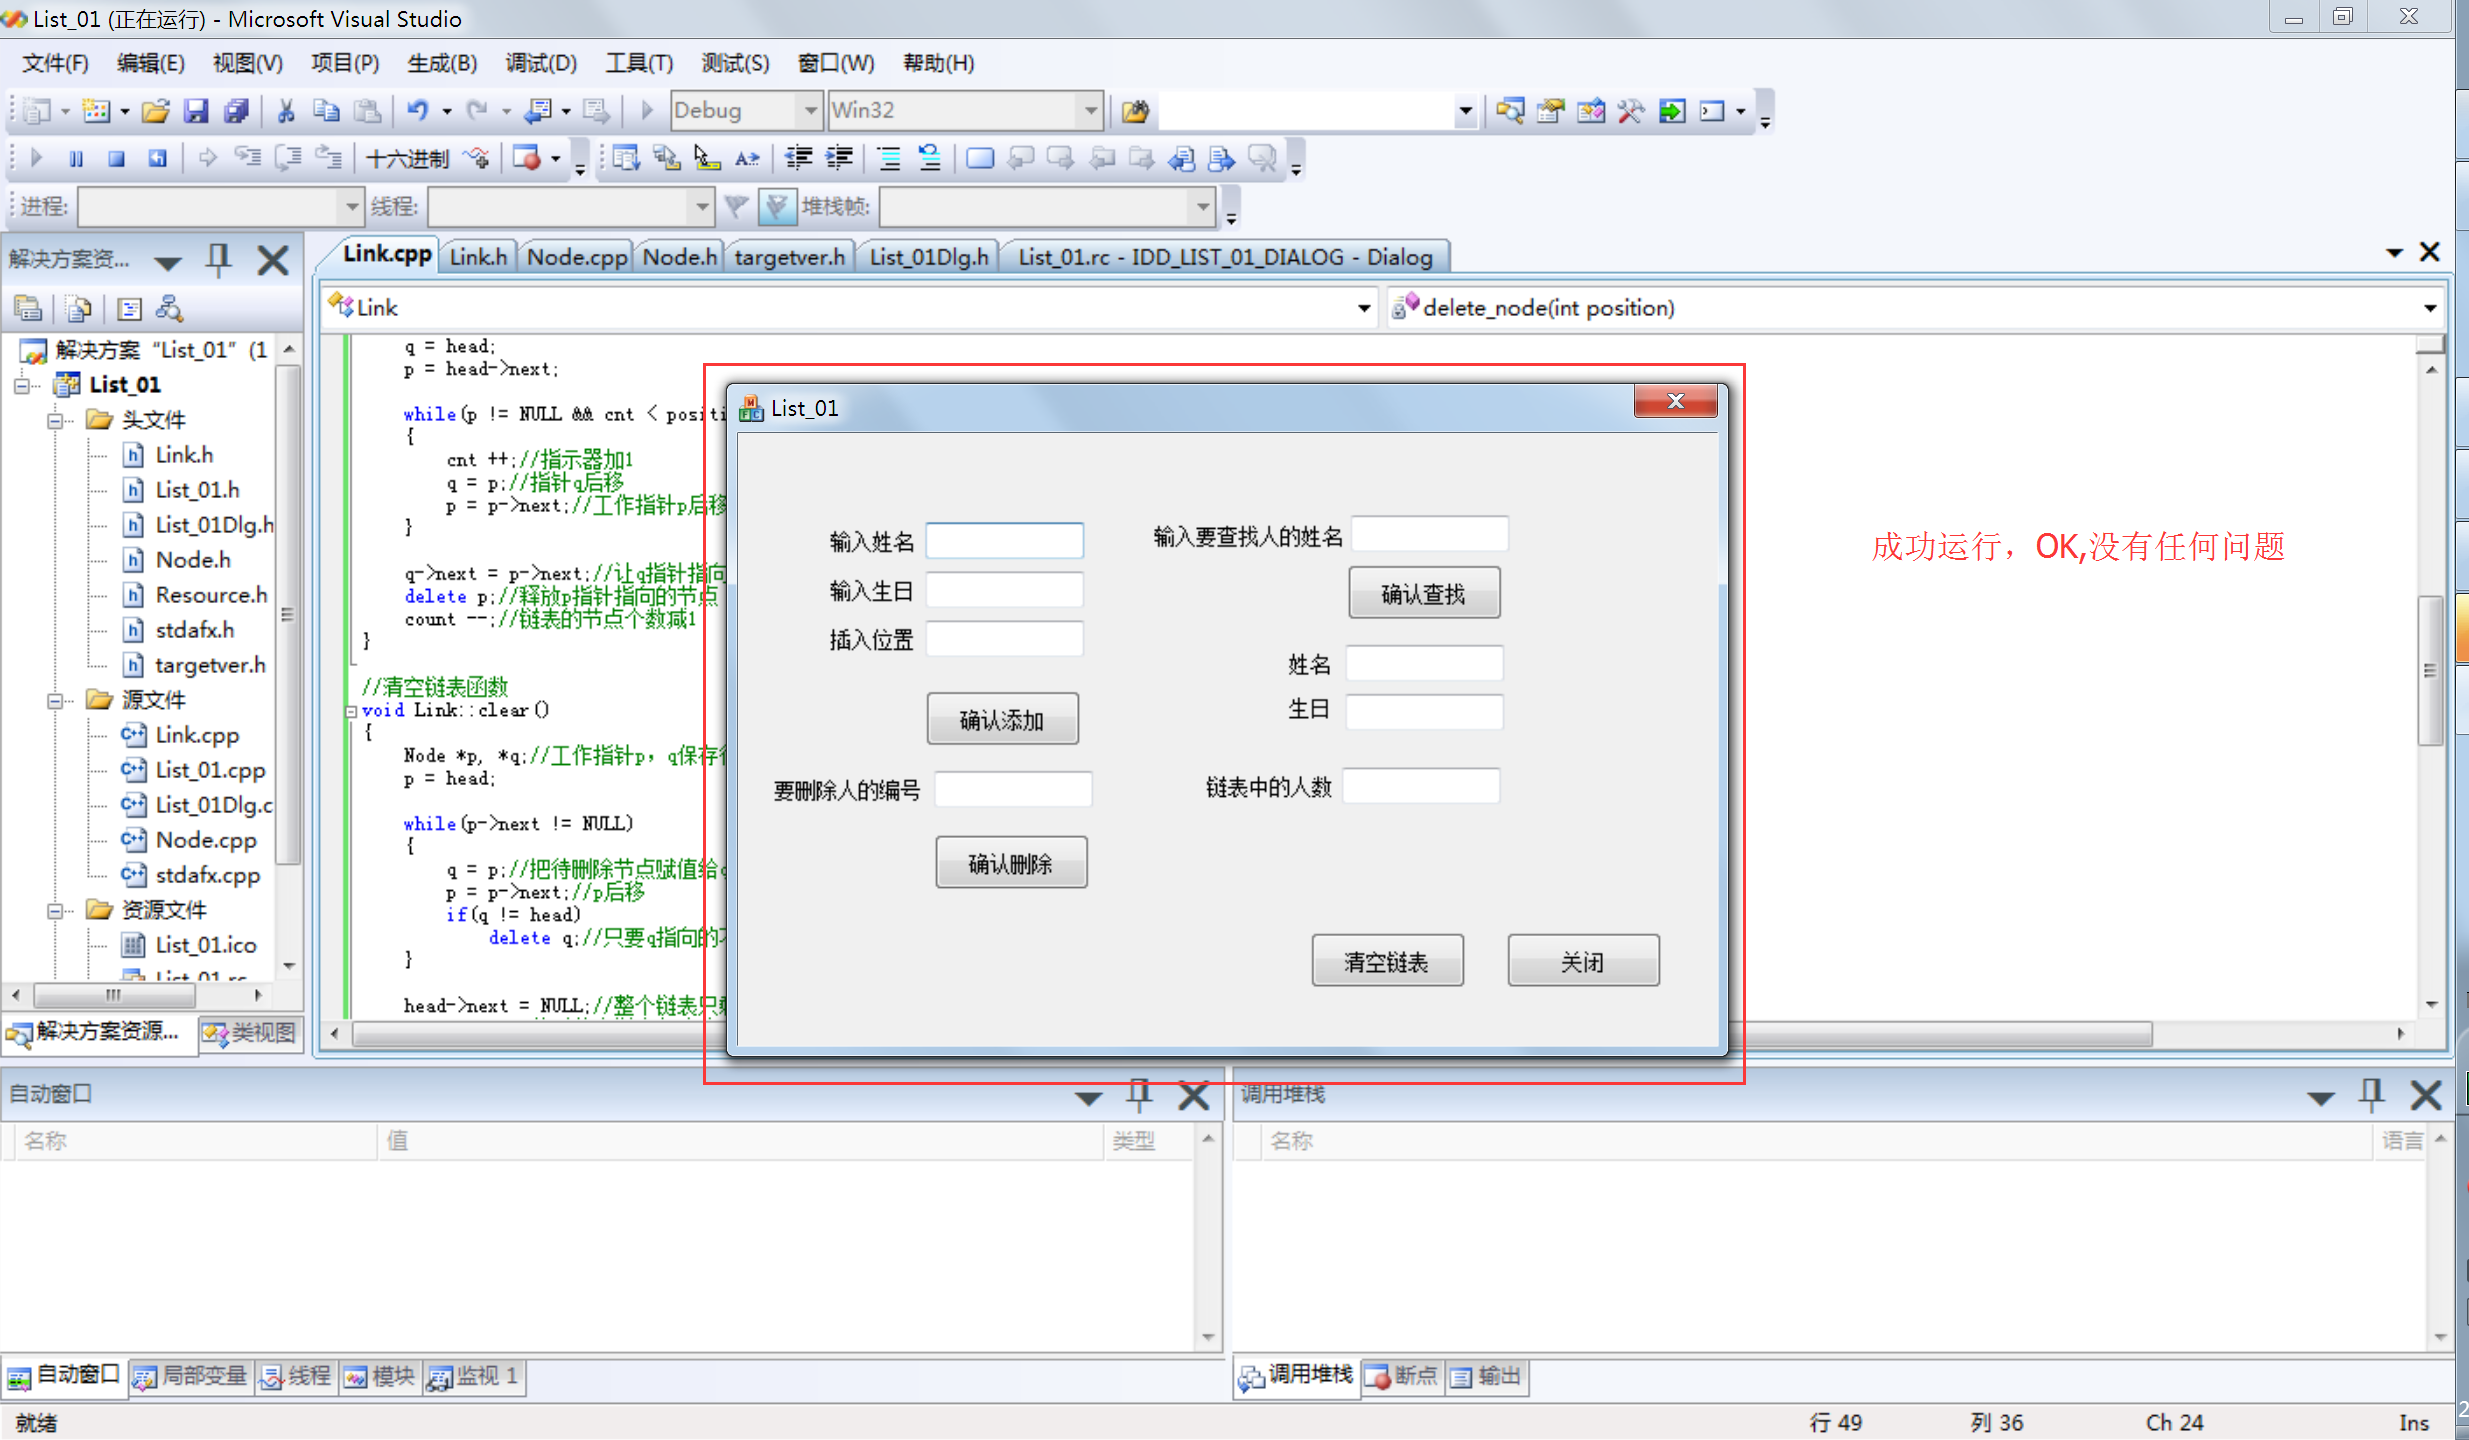 List_01 (正在运行) - Microsoft Visual Studio
文件(F) 编辑(E) 视图(V) 项目(P) 生成(B) 调试(D) 工具(T) 测试(S) 窗口(W) 帮助(H)
Debug Win32
十六进制
进程: 线程: 堆栈帧:
解决方案资...
Link.cpp Link.h Node.cpp Node.h targetver.h List_01Dlg.h List_01.rc - IDD_LIST_01_DIALOG - Dialog
Link delete_node(int position)
解决方案 “List_01” (1
List_01
头文件
Link.h
List_01.h
List_01Dlg.h
Node.h
Resource.h
stdafx.h
targetver.h
源文件
Link.cpp
List_01.cpp
List_01Dlg.c
Node.cpp
stdafx.cpp
资源文件
List_01.ico
List_01.rc
解决方案资源... 类视图
q = head;
p = head->next;
while(p != NULL && cnt < positi
{
cnt ++;//指示器加1
q = p;//指针q后移
p = p->next;//工作指针p后移
}
q->next = p->next;//让q指针指向
delete p;//释放p指针指向的节点
count --;//链表的节点个数减1
}
//清空链表函数
void Link::clear()
{
Node *p, *q;//工作指针p，q保存
p = head;
while(p->next != NULL)
{
q = p;//把待删除节点赋值给
p = p->next;//p后移
if(q != head)
delete q;//只要q指向的
}
head->next = NULL;//整个链表只
List_01
输入姓名
输入生日
插入位置
确认添加
要删除人的编号
确认删除
输入要查找人的姓名
确认查找
姓名
生日
链表中的人数
清空链表 关闭
成功运行，OK,没有任何问题
自动窗口
名称 值 类型
调用堆栈
名称 语言
自动窗口 局部变量 线程 模块 监视 1
调用堆栈 断点 输出
就绪 行 49 列 36 Ch 24 Ins